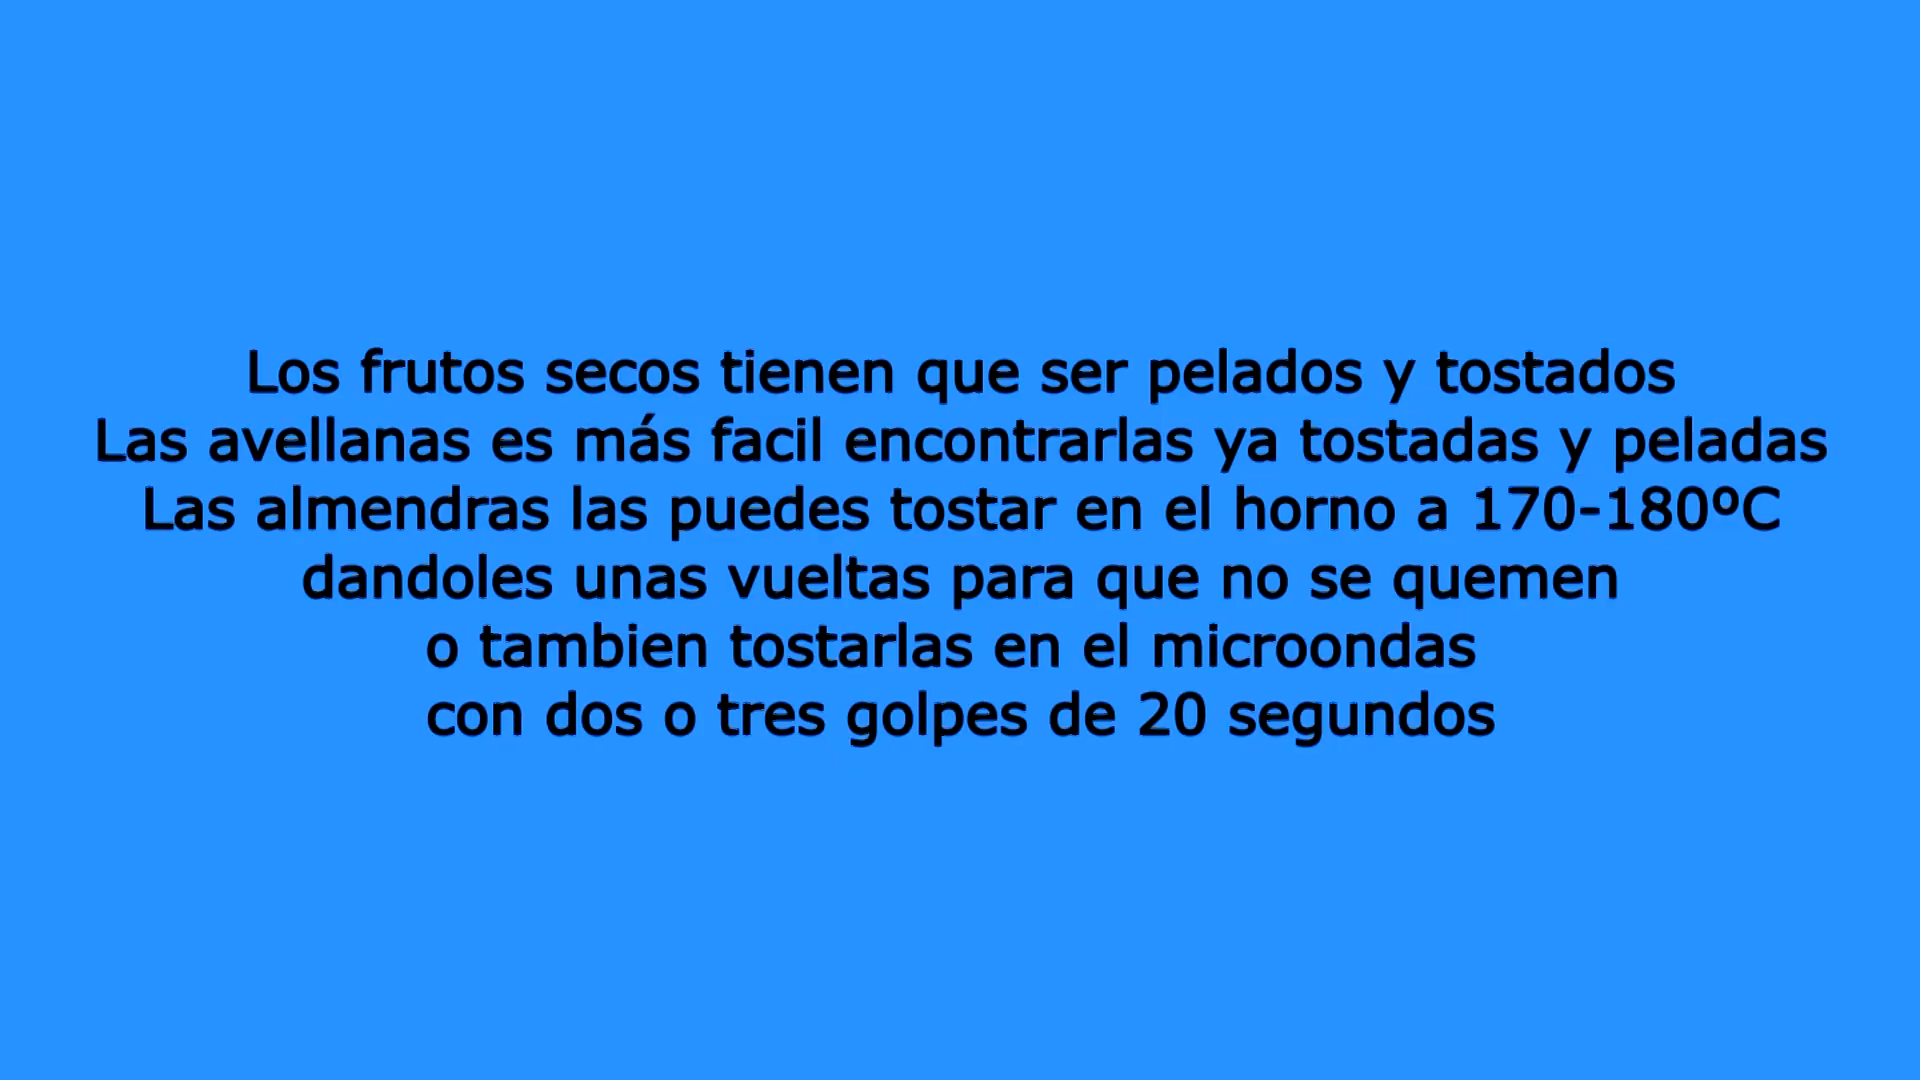 Los frutos secos tienen que ser pelados y tostados
Las avellanas es más facil encontrarlas ya tostadas y peladas
Las almendras las puedes tostar en el horno a 170-180ºC
dandoles unas vueltas para que no se quemen
o tambien tostarlas en el microondas
con dos o tres golpes de 20 segundos